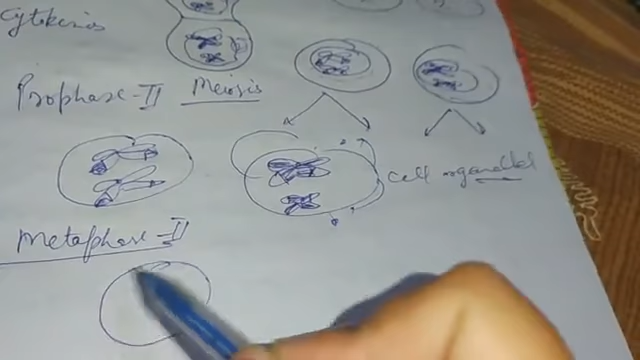 Cytokinesis
Prophase-II Meiosis
cell organelles
Metaphase-II